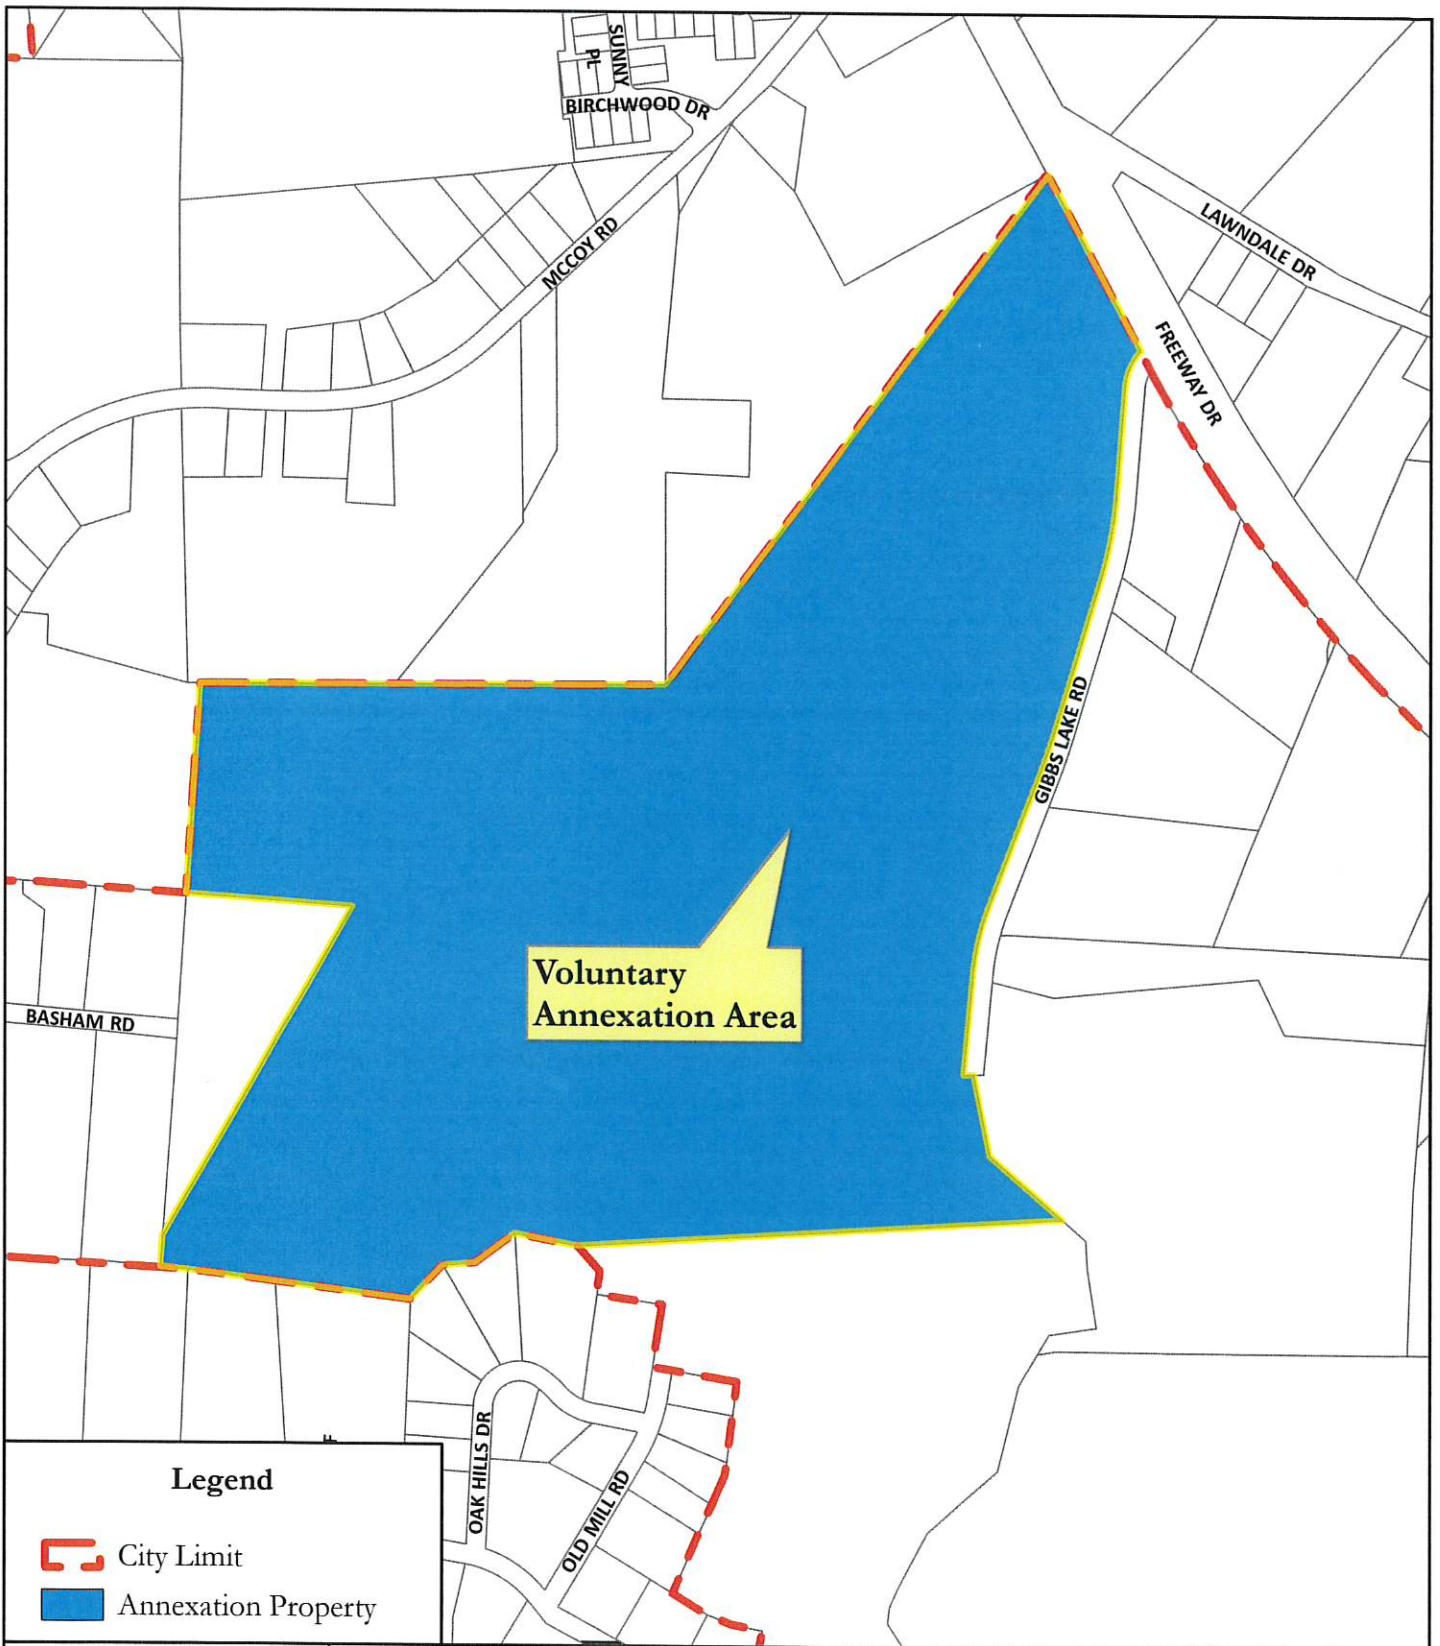 SUNNY
PL
BIRCHWOOD DR
MCCOY RD
LAWNDALE DR
FREEWAY DR
GIBBS LAKE RD
Voluntary
Annexation Area
BASHAM RD
OAK HILLS DR
OLD MILL RD
Legend
City Limit
Annexation Property